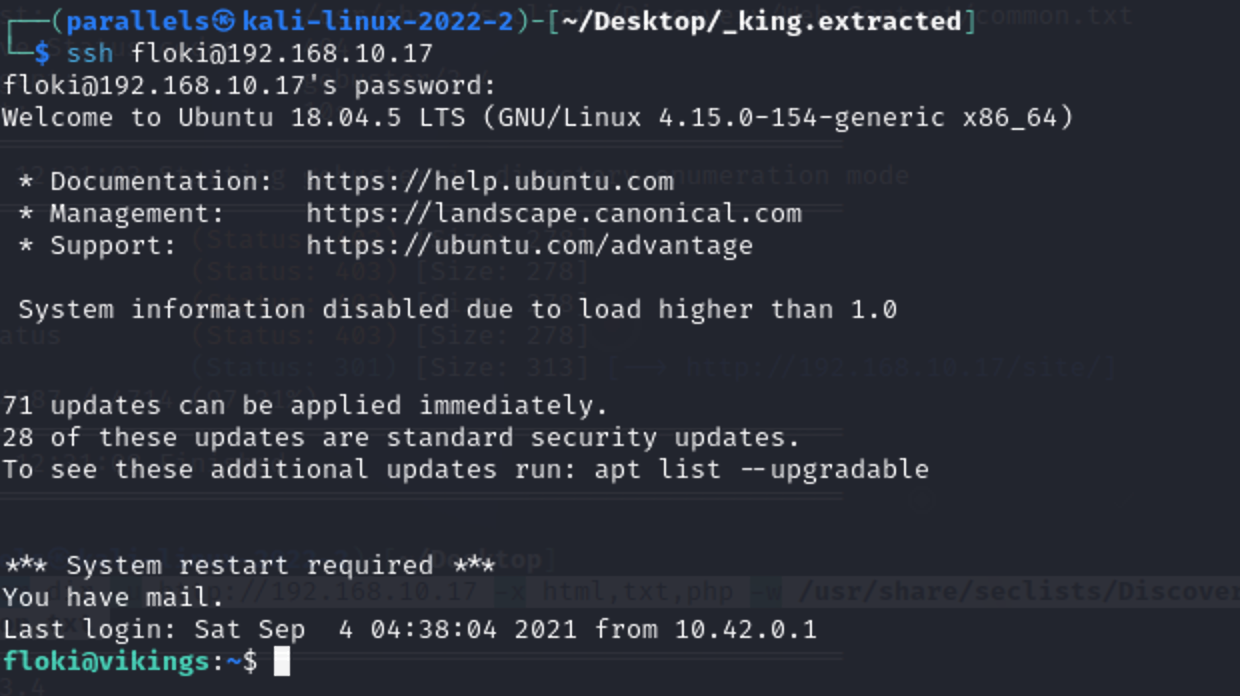 ┌──(parallels㉿kali-linux-2022-2)-[~/Desktop/_king.extracted]
└─$ ssh floki@192.168.10.17
floki@192.168.10.17's password:
Welcome to Ubuntu 18.04.5 LTS (GNU/Linux 4.15.0-154-generic x86_64)
* Documentation:  https://help.ubuntu.com
* Management:     https://landscape.canonical.com
* Support:        https://ubuntu.com/advantage
System information disabled due to load higher than 1.0
71 updates can be applied immediately.
28 of these updates are standard security updates.
To see these additional updates run: apt list --upgradable
*** System restart required ***
You have mail.
Last login: Sat Sep  4 04:38:04 2021 from 10.42.0.1
floki@vikings:~$